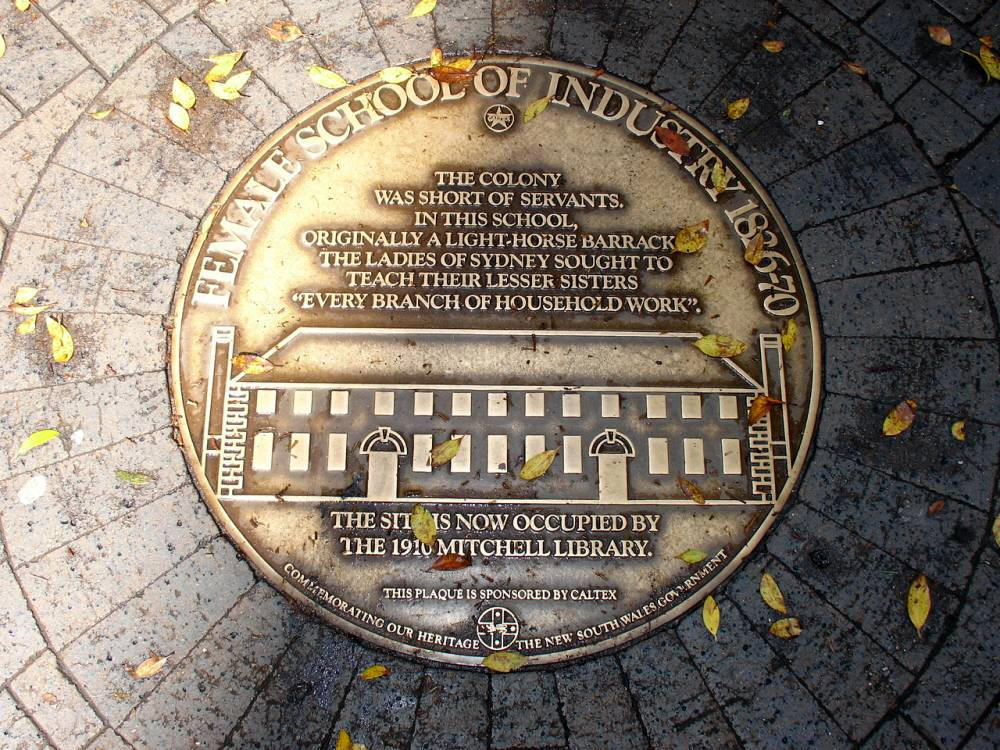 FEMALE SCHOOL OF INDUSTRY 1826-70
THE COLONY
WAS SHORT OF SERVANTS.
IN THIS SCHOOL,
ORIGINALLY A LIGHT-HORSE BARRACK
THE LADIES OF SYDNEY SOUGHT TO
TEACH THEIR LESSER SISTERS
“EVERY BRANCH OF HOUSEHOLD WORK”.
THE SITE IS NOW OCCUPIED BY
THE 1910 MITCHELL LIBRARY.
THIS PLAQUE IS SPONSORED BY CALTEX
COMMEMORATING OUR HERITAGE THE NEW SOUTH WALES GOVERNMENT